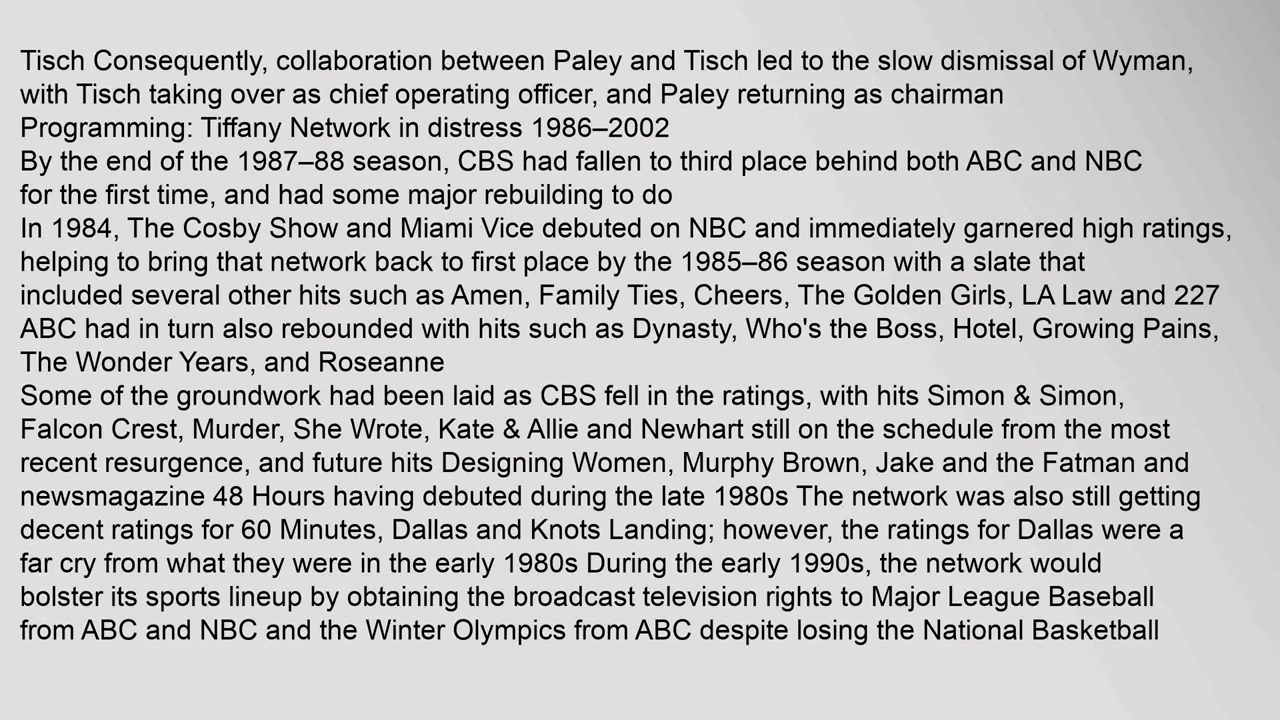 Tisch Consequently, collaboration between Paley and Tisch led to the slow dismissal of Wyman,
with Tisch taking over as chief operating officer, and Paley returning as chairman
Programming: Tiffany Network in distress 1986–2002
By the end of the 1987–88 season, CBS had fallen to third place behind both ABC and NBC
for the first time, and had some major rebuilding to do
In 1984, The Cosby Show and Miami Vice debuted on NBC and immediately garnered high ratings,
helping to bring that network back to first place by the 1985–86 season with a slate that
included several other hits such as Amen, Family Ties, Cheers, The Golden Girls, LA Law and 227
ABC had in turn also rebounded with hits such as Dynasty, Who's the Boss, Hotel, Growing Pains,
The Wonder Years, and Roseanne
Some of the groundwork had been laid as CBS fell in the ratings, with hits Simon & Simon,
Falcon Crest, Murder, She Wrote, Kate & Allie and Newhart still on the schedule from the most
recent resurgence, and future hits Designing Women, Murphy Brown, Jake and the Fatman and
newsmagazine 48 Hours having debuted during the late 1980s The network was also still getting
decent ratings for 60 Minutes, Dallas and Knots Landing; however, the ratings for Dallas were a
far cry from what they were in the early 1980s During the early 1990s, the network would
bolster its sports lineup by obtaining the broadcast television rights to Major League Baseball
from ABC and NBC and the Winter Olympics from ABC despite losing the National Basketball